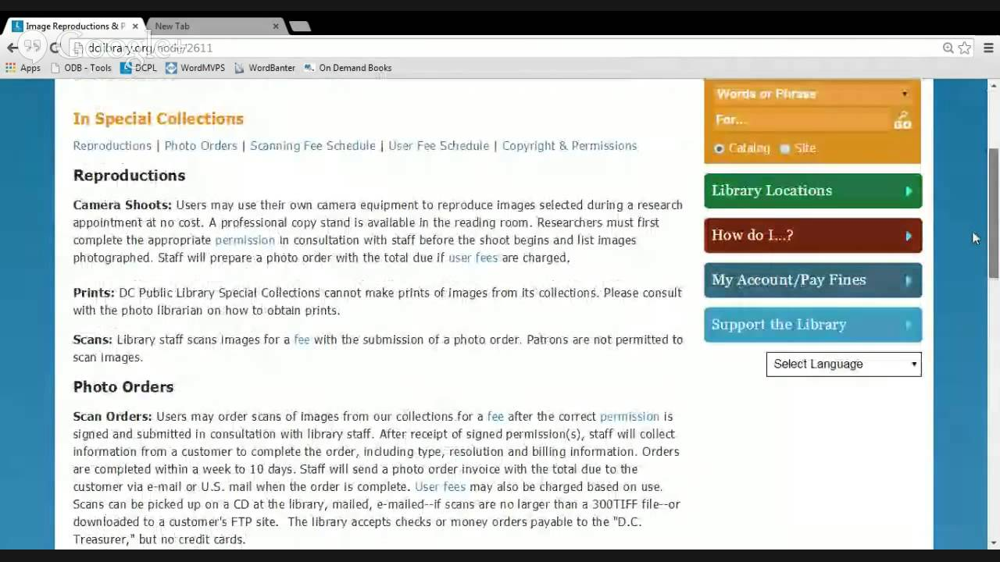 Image Reproductions & P
New Tab
Google+
dclibrary.org/node/2611
Apps ODB - Tools DCPL WordMVPS WordBanter On Demand Books
Words or Phrase
For...
GO
Catalog Site
In Special Collections
Reproductions | Photo Orders | Scanning Fee Schedule | User Fee Schedule | Copyright & Permissions
Reproductions
Camera Shoots: Users may use their own camera equipment to reproduce images selected during a research
appointment at no cost. A professional copy stand is available in the reading room. Researchers must first
complete the appropriate permission in consultation with staff before the shoot begins and list images
photographed. Staff will prepare a photo order with the total due if user fees are charged.
Prints: DC Public Library Special Collections cannot make prints of images from its collections. Please consult
with the photo librarian on how to obtain prints.
Scans: Library staff scans images for a fee with the submission of a photo order. Patrons are not permitted to
scan images.
Photo Orders
Scan Orders: Users may order scans of images from our collections for a fee after the correct permission is
signed and submitted in consultation with library staff. After receipt of signed permission(s), staff will collect
information from a customer to complete the order, including type, resolution and billing information. Orders
are completed within a week to 10 days. Staff will send a photo order invoice with the total due to the
customer via e-mail or U.S. mail when the order is complete. User fees may also be charged based on use.
Scans can be picked up on a CD at the library, mailed, e-mailed--if scans are no larger than a 300TIFF file--or
downloaded to a customer's FTP site. The library accepts checks or money orders payable to the "D.C.
Treasurer," but no credit cards.
Library Locations
How do I...?
My Account/Pay Fines
Support the Library
Select Language